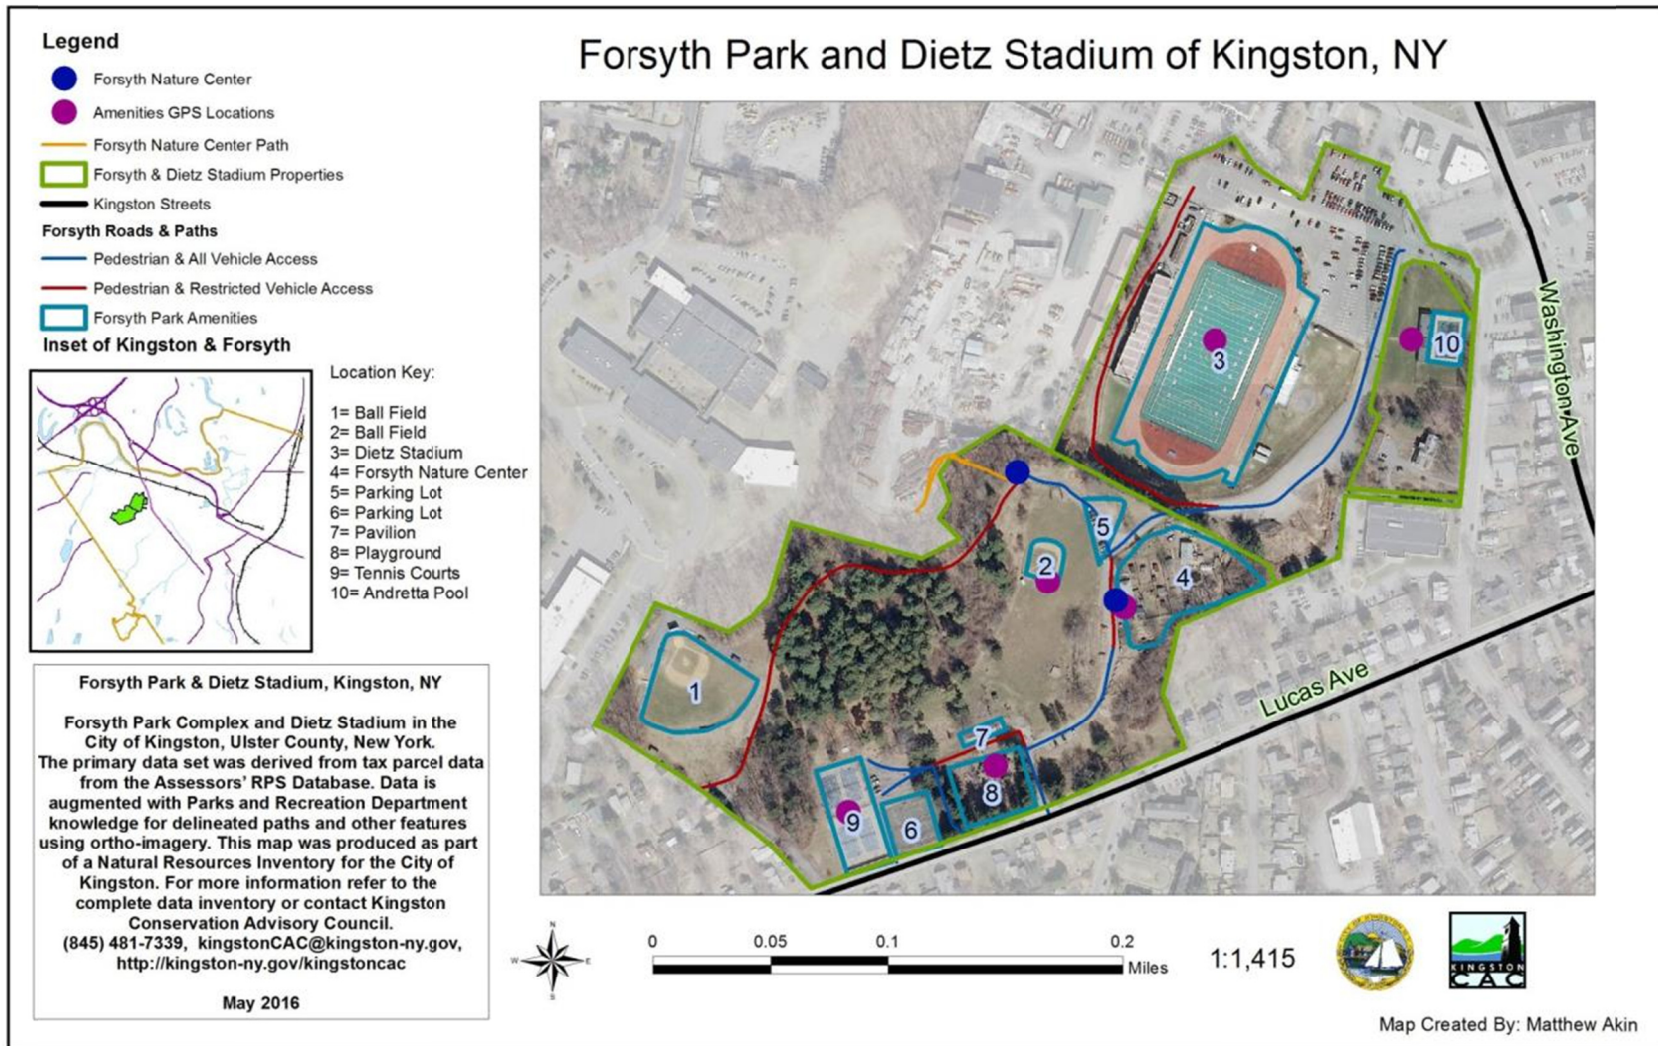 Forsyth Park and Dietz Stadium of Kingston, NY
Legend
Forsyth Nature Center
Amenities GPS Locations
Forsyth Nature Center Path
Forsyth & Dietz Stadium Properties
Kingston Streets
Forsyth Roads & Paths
Pedestrian & All Vehicle Access
Pedestrian & Restricted Vehicle Access
Forsyth Park Amenities
Inset of Kingston & Forsyth
Location Key:
1= Ball Field
2= Ball Field
3= Dietz Stadium
4= Forsyth Nature Center
5= Parking Lot
6= Parking Lot
7= Pavilion
8= Playground
9= Tennis Courts
10= Andretta Pool
Forsyth Park & Dietz Stadium, Kingston, NY
Forsyth Park Complex and Dietz Stadium in the
City of Kingston, Ulster County, New York.
The primary data set was derived from tax parcel data
from the Assessors' RPS Database. Data is
augmented with Parks and Recreation Department
knowledge for delineated paths and other features
using ortho-imagery. This map was produced as part
of a Natural Resources Inventory for the City of
Kingston. For more information refer to the
complete data inventory or contact Kingston
Conservation Advisory Council.
(845) 481-7339, kingstonCAC@kingston-ny.gov,
http://kingston-ny.gov/kingstoncac
May 2016
3
10
Washington Ave
5
2
4
1
Lucas Ave
7
8
9
6
N
W
E
S
0
0.05
0.1
0.2
Miles
1:1,415
KINGSTON
CAC
Map Created By: Matthew Akin